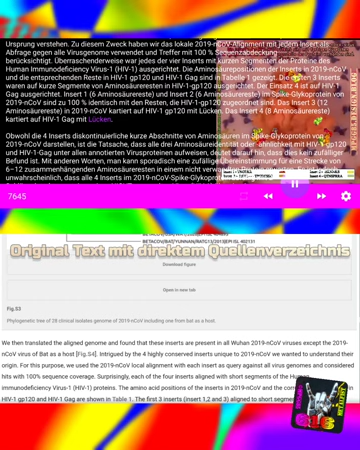 Ursprung verstehen. Zu diesem Zweck haben wir das lokale 2019-nCoV-Alignment mit jedem Insert als
Abfrage gegen alle Virusgenome verwendet und Treffer mit 100 % Sequenzabdeckung
berücksichtigt. Überraschenderweise war jedes der vier Inserts mit kurzen Segmenten der Proteine des
Human Immunodeficiency Virus-1 (HIV-1) ausgerichtet. Die Aminosäurepositionen der Inserts in 2019-nCoV
und die entsprechenden Reste in HIV-1 gp120 und HIV-1 Gag sind in Tabelle 1 gezeigt. Die ersten 3 Inserts
waren auf kurze Segmente von Aminosäureresten in HIV-1-gp120 ausgerichtet. Der Einsatz 4 auf HIV-1
Gag ausgerichtet. Insert 1 (6 Aminosäurereste) und Insert 2 (6 Aminosäurereste) im Spike-Glykoprotein von
2019-nCoV sind zu 100 % identisch mit den Resten, die HIV-1-gp120 zugeordnet sind. Das Insert 3 (12
Aminosäurereste) in 2019-nCoV kartiert auf HIV-1 gp120 mit Lücken. Das Insert 4 (8 Aminosäurereste)
kartiert auf HIV-1 Gag mit Lücken.
Obwohl die 4 Inserts diskontinuierliche kurze Abschnitte von Aminosäuren im Spike-Glykoprotein von
2019-nCoV darstellen, ist die Tatsache, dass alle drei Aminosäureidentität oder -ähnlichkeit mit HIV-1-gp120
und HIV-1-Gag unter allen annotierten Virusproteinen aufweisen, deutet darauf hin, dass dies kein zufälliger
Befund ist. Mit anderen Worten, man kann sporadisch eine zufällige Übereinstimmung für eine Strecke von
6–12 zusammenhängenden Aminosäureresten in einem nicht verwandten
unwahrscheinlich, dass alle 4 Inserts im 2019-nCoV-Spike-Glykoprotein
7645
BETACOV/BAT/YUNNAN/RATG13/2013|EPI ISL 402131
Original Text mit direktem Quellenverzeichnis
Download figure
Open in new tab
Fig.S3
Phylogenetic tree of 28 clinical isolates genome of 2019-nCoV including one from bat as a host.
We then translated the aligned genome and found that these inserts are present in all Wuhan 2019-nCoV viruses except the 2019-
nCoV virus of Bat as a host [Fig.S4]. Intrigued by the 4 highly conserved inserts unique to 2019-nCoV we wanted to understand their
origin. For this purpose, we used the 2019-nCoV local alignment with each insert as query against all virus genomes and considered
hits with 100% sequence coverage. Surprisingly, each of the four inserts aligned with short segments of the Human
immunodeficiency Virus-1 (HIV-1) proteins. The amino acid positions of the inserts in 2019-nCoV and the
HIV-1 gp120 and HIV-1 Gag are shown in Table 1. The first 3 inserts (insert 1,2 and 3) aligned to short